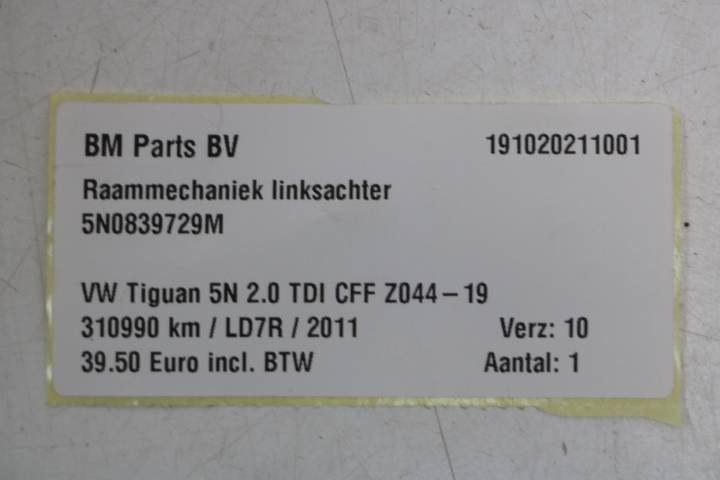 BM Parts BV 191020211001
Raammechaniek linksachter
5N0839729M
VW Tiguan 5N 2.0 TDI CFF Z044-19
310990 km / LD7R / 2011 Verz: 10
39.50 Euro incl. BTW Aantal: 1